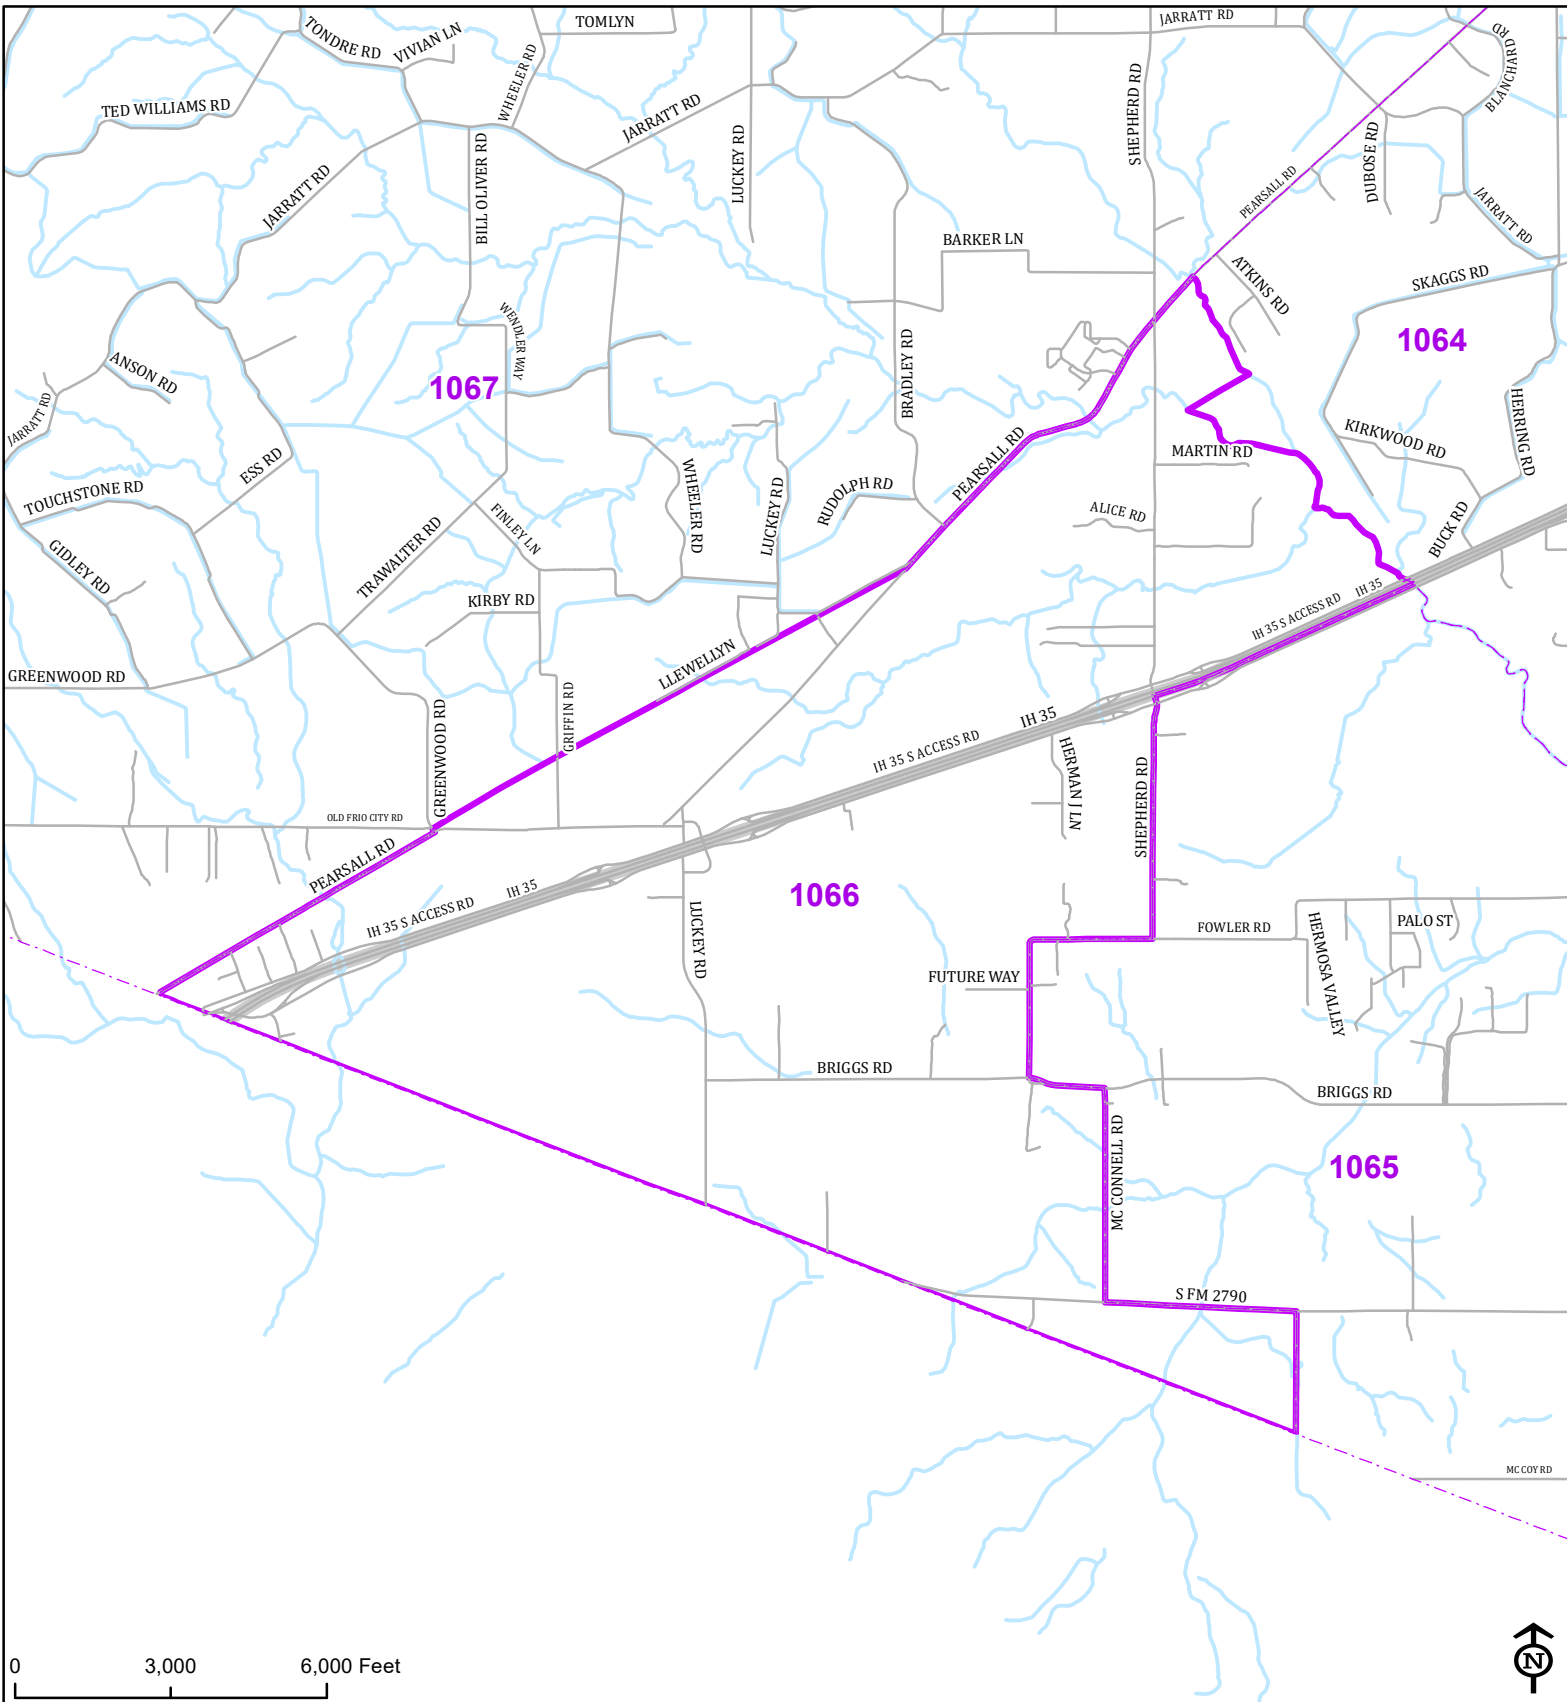 TOMLYN
JARRATT RD
TONDRE RD
VIVIAN LN
WHEELER RD
BLANCHARD RD
TED WILLIAMS RD
JARRATT RD
SHEPHERD RD
LUCKEY RD
BILL OLIVER RD
DUBOSE RD
JARRATT RD
PEARSALL RD
JARRATT RD
BARKER LN
ATKINS RD
SKAGGS RD
WENDLER WAY
1064
ANSON RD
1067
BRADLEY RD
JARRATT RD
HERRING RD
KIRKWOOD RD
MARTIN RD
PEARSALL RD
ESS RD
TOUCHSTONE RD
WHEELER RD
LUCKEY RD
RUDOLPH RD
ALICE RD
FINLEY LN
BUCK RD
TRAWALTER RD
GIDLEY RD
KIRBY RD
IH 35
IH 35 S ACCESS RD
GREENWOOD RD
LLEWELLYN
GRIFFIN RD
GREENWOOD RD
IH 35
IH 35 S ACCESS RD
HERMAN J LN
SHEPHERD RD
OLD FRIO CITY RD
PEARSALL RD
IH 35
1066
IH 35 S ACCESS RD
LUCKEY RD
FOWLER RD
HERMOSA VALLEY
PALO ST
FUTURE WAY
BRIGGS RD
BRIGGS RD
MC CONNELL RD
1065
S FM 2790
MC COY RD
0
3,000
6,000 Feet
N